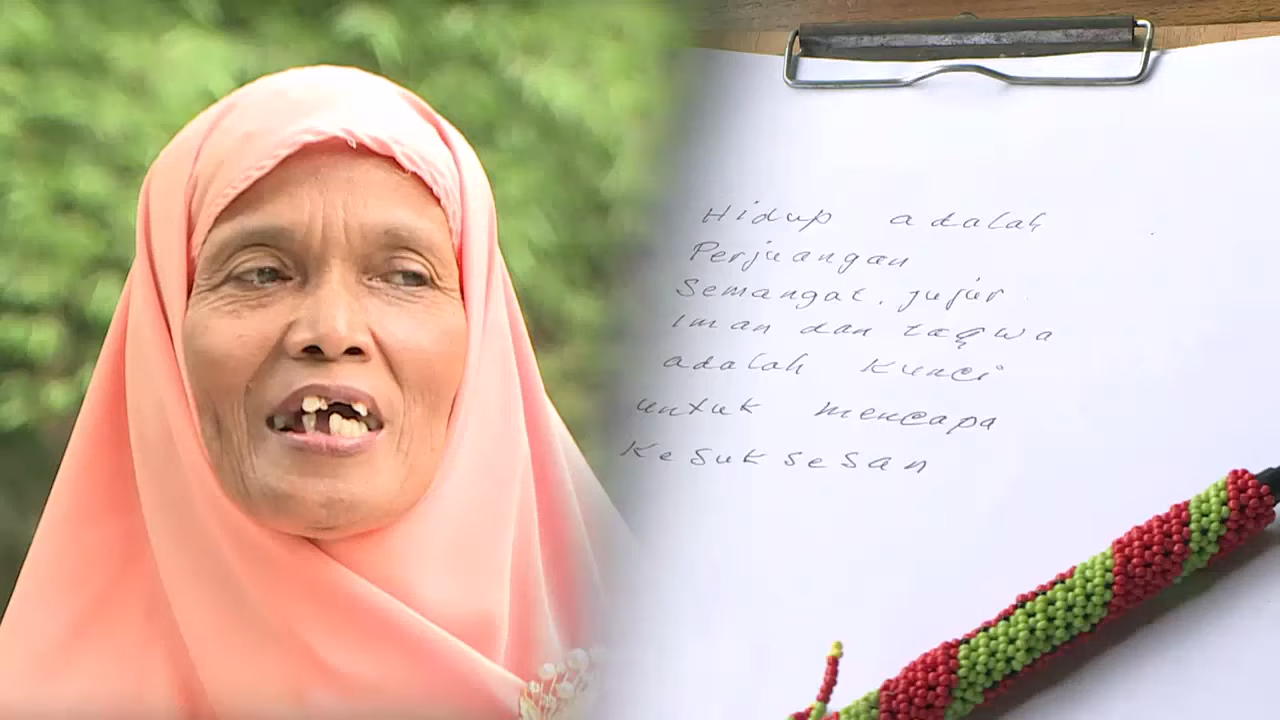 Hidup adalah
Perjuangan
Semangat, jujur
Iman dan taqwa
adalah Kunci
untuk mencapa
Kesuksesan